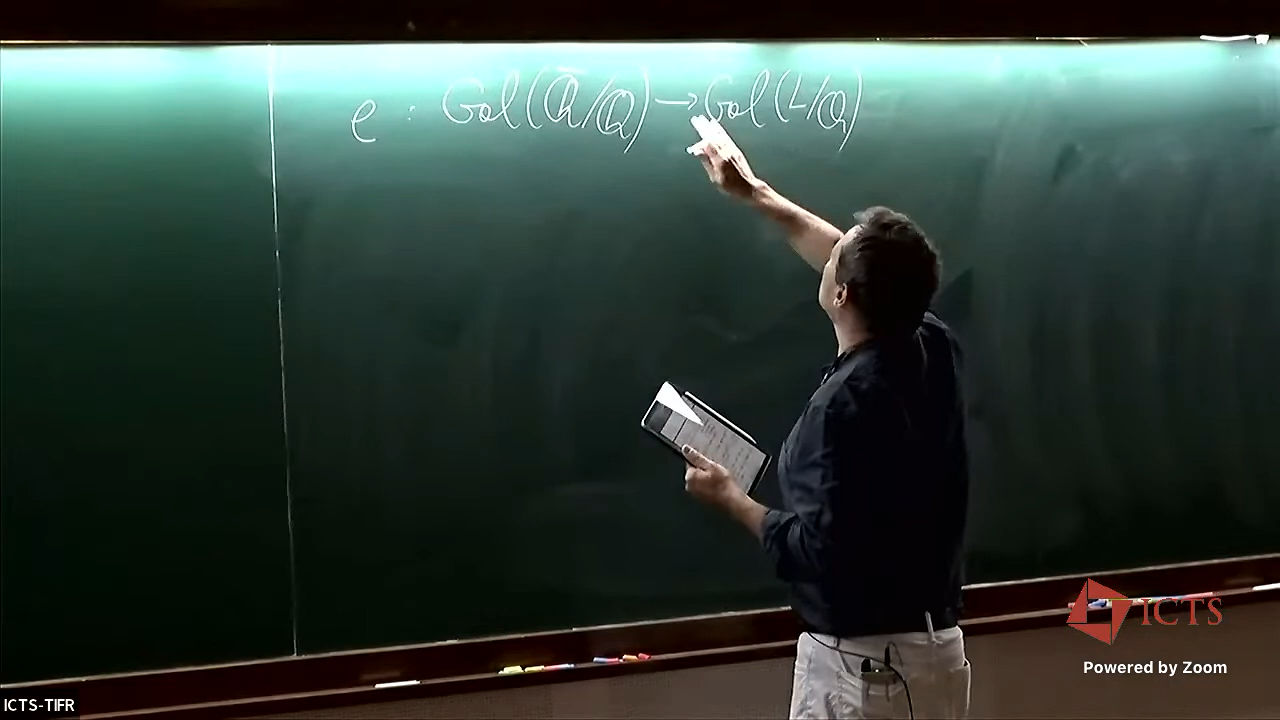 e : Gal(Q̄/Q) → Gal(L/Q)
ICTS
Powered by Zoom
ICTS-TIFR